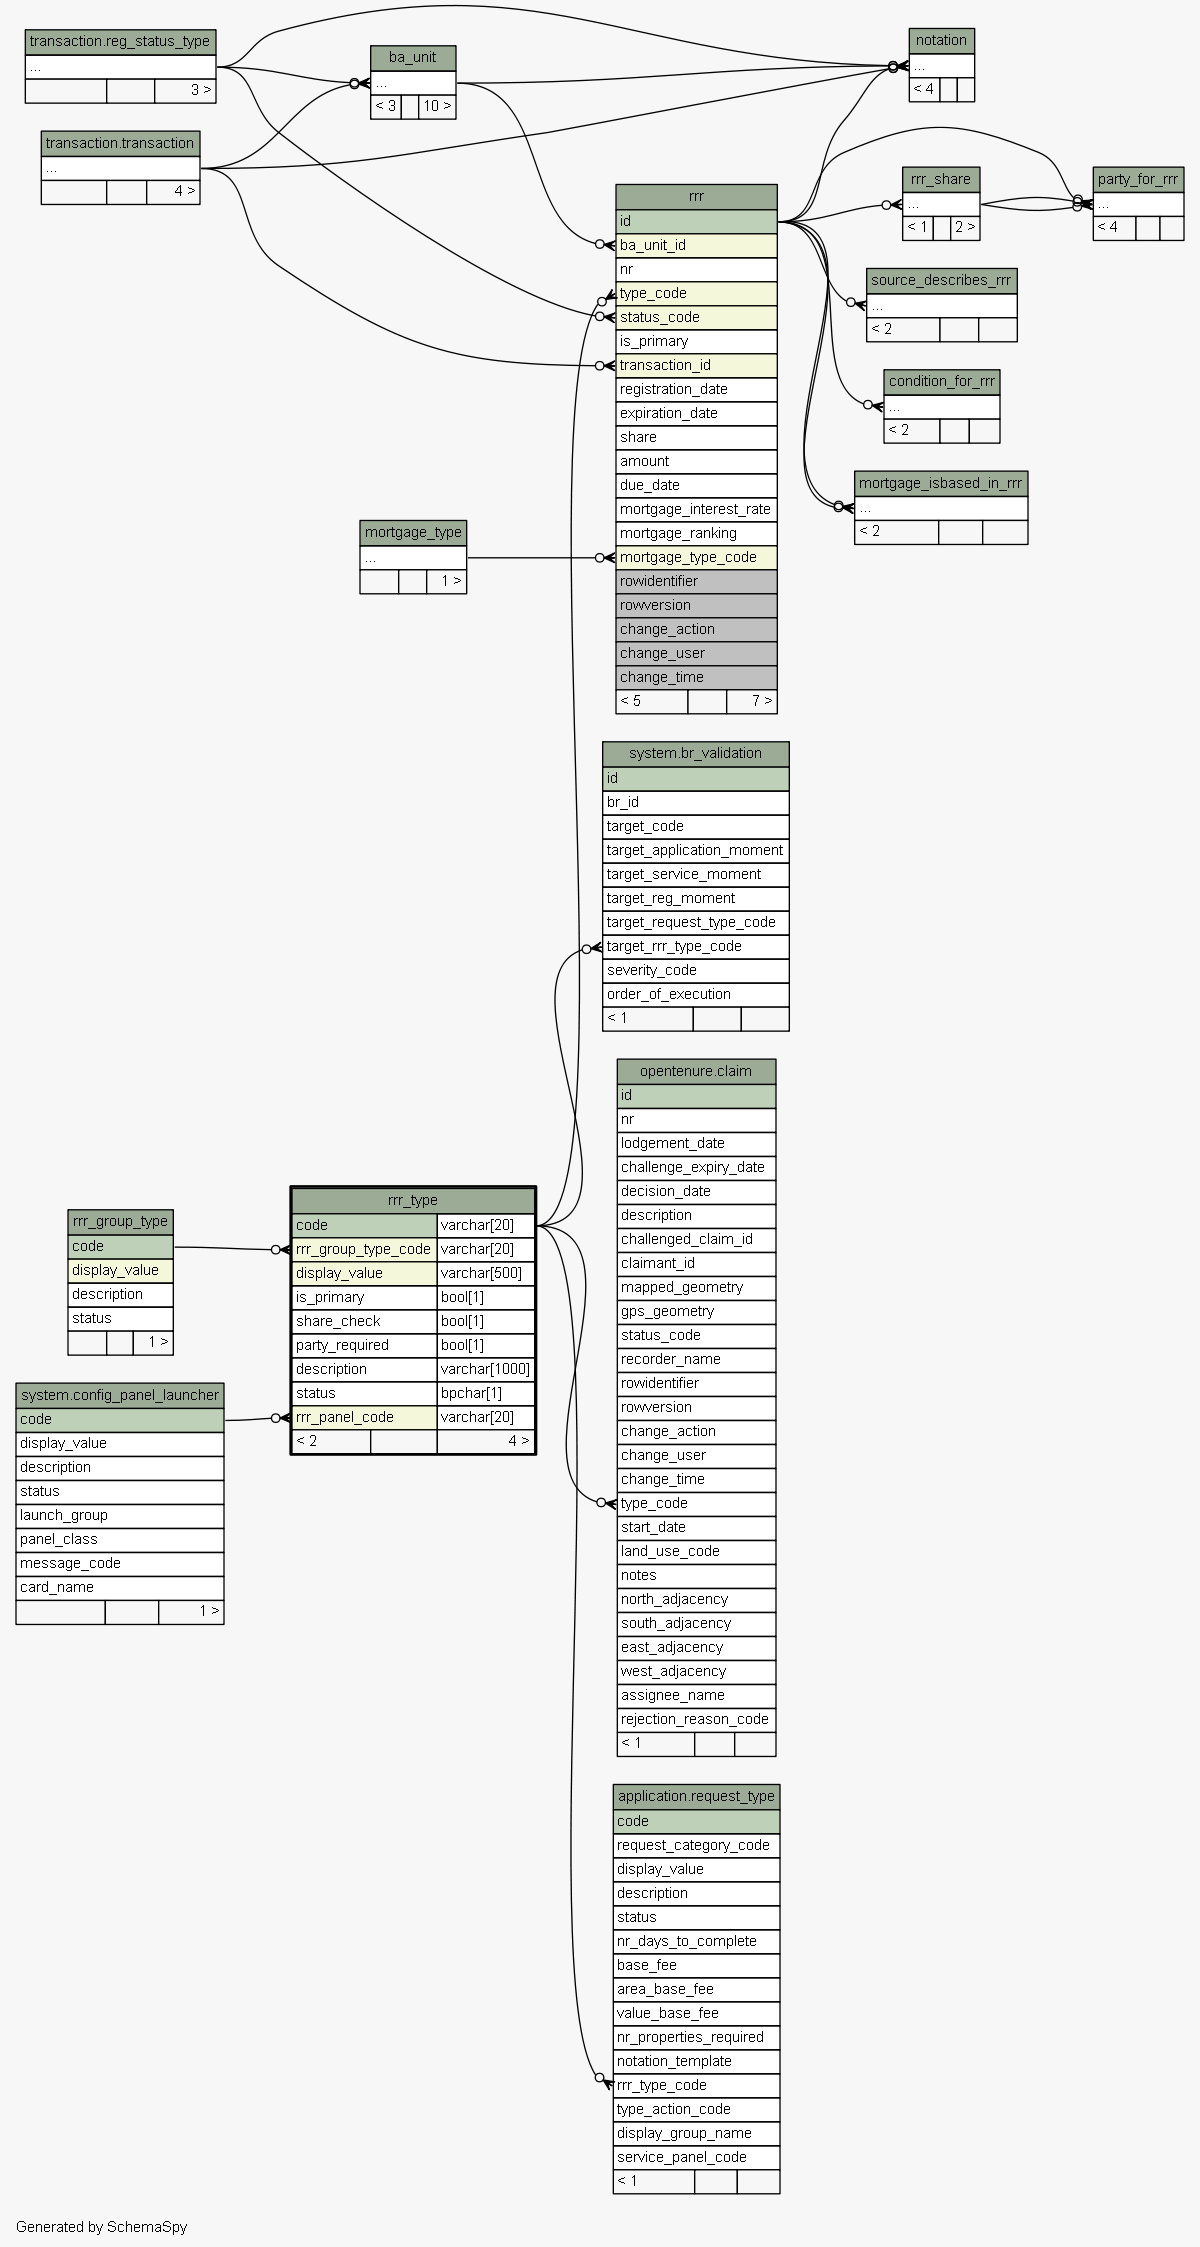 transaction.reg_status_type
...
3 >
ba_unit
...
< 3 10 >
notation
...
< 4
transaction.transaction
...
4 >
rrr_share
...
< 1 2 >
party_for_rrr
...
< 4
rrr
id
ba_unit_id
nr
type_code
status_code
is_primary
transaction_id
registration_date
expiration_date
share
amount
due_date
mortgage_interest_rate
mortgage_ranking
mortgage_type_code
rowidentifier
rowversion
change_action
change_user
change_time
< 5 7 >
source_describes_rrr
...
< 2
condition_for_rrr
...
< 2
mortgage_isbased_in_rrr
...
< 2
mortgage_type
...
1 >
system.br_validation
id
br_id
target_code
target_application_moment
target_service_moment
target_reg_moment
target_request_type_code
target_rrr_type_code
severity_code
order_of_execution
< 1
opentenure.claim
id
nr
lodgement_date
challenge_expiry_date
decision_date
description
challenged_claim_id
claimant_id
mapped_geometry
gps_geometry
status_code
recorder_name
rowidentifier
rowversion
change_action
change_user
change_time
type_code
start_date
land_use_code
notes
north_adjacency
south_adjacency
east_adjacency
west_adjacency
assignee_name
rejection_reason_code
< 1
rrr_type
code varchar[20]
rrr_group_type_code varchar[20]
display_value varchar[500]
is_primary bool[1]
share_check bool[1]
party_required bool[1]
description varchar[1000]
status bpchar[1]
rrr_panel_code varchar[20]
< 2 4 >
rrr_group_type
code
display_value
description
status
1 >
system.config_panel_launcher
code
display_value
description
status
launch_group
panel_class
message_code
card_name
1 >
application.request_type
code
request_category_code
display_value
description
status
nr_days_to_complete
base_fee
area_base_fee
value_base_fee
nr_properties_required
notation_template
rrr_type_code
type_action_code
display_group_name
service_panel_code
< 1
Generated by SchemaSpy